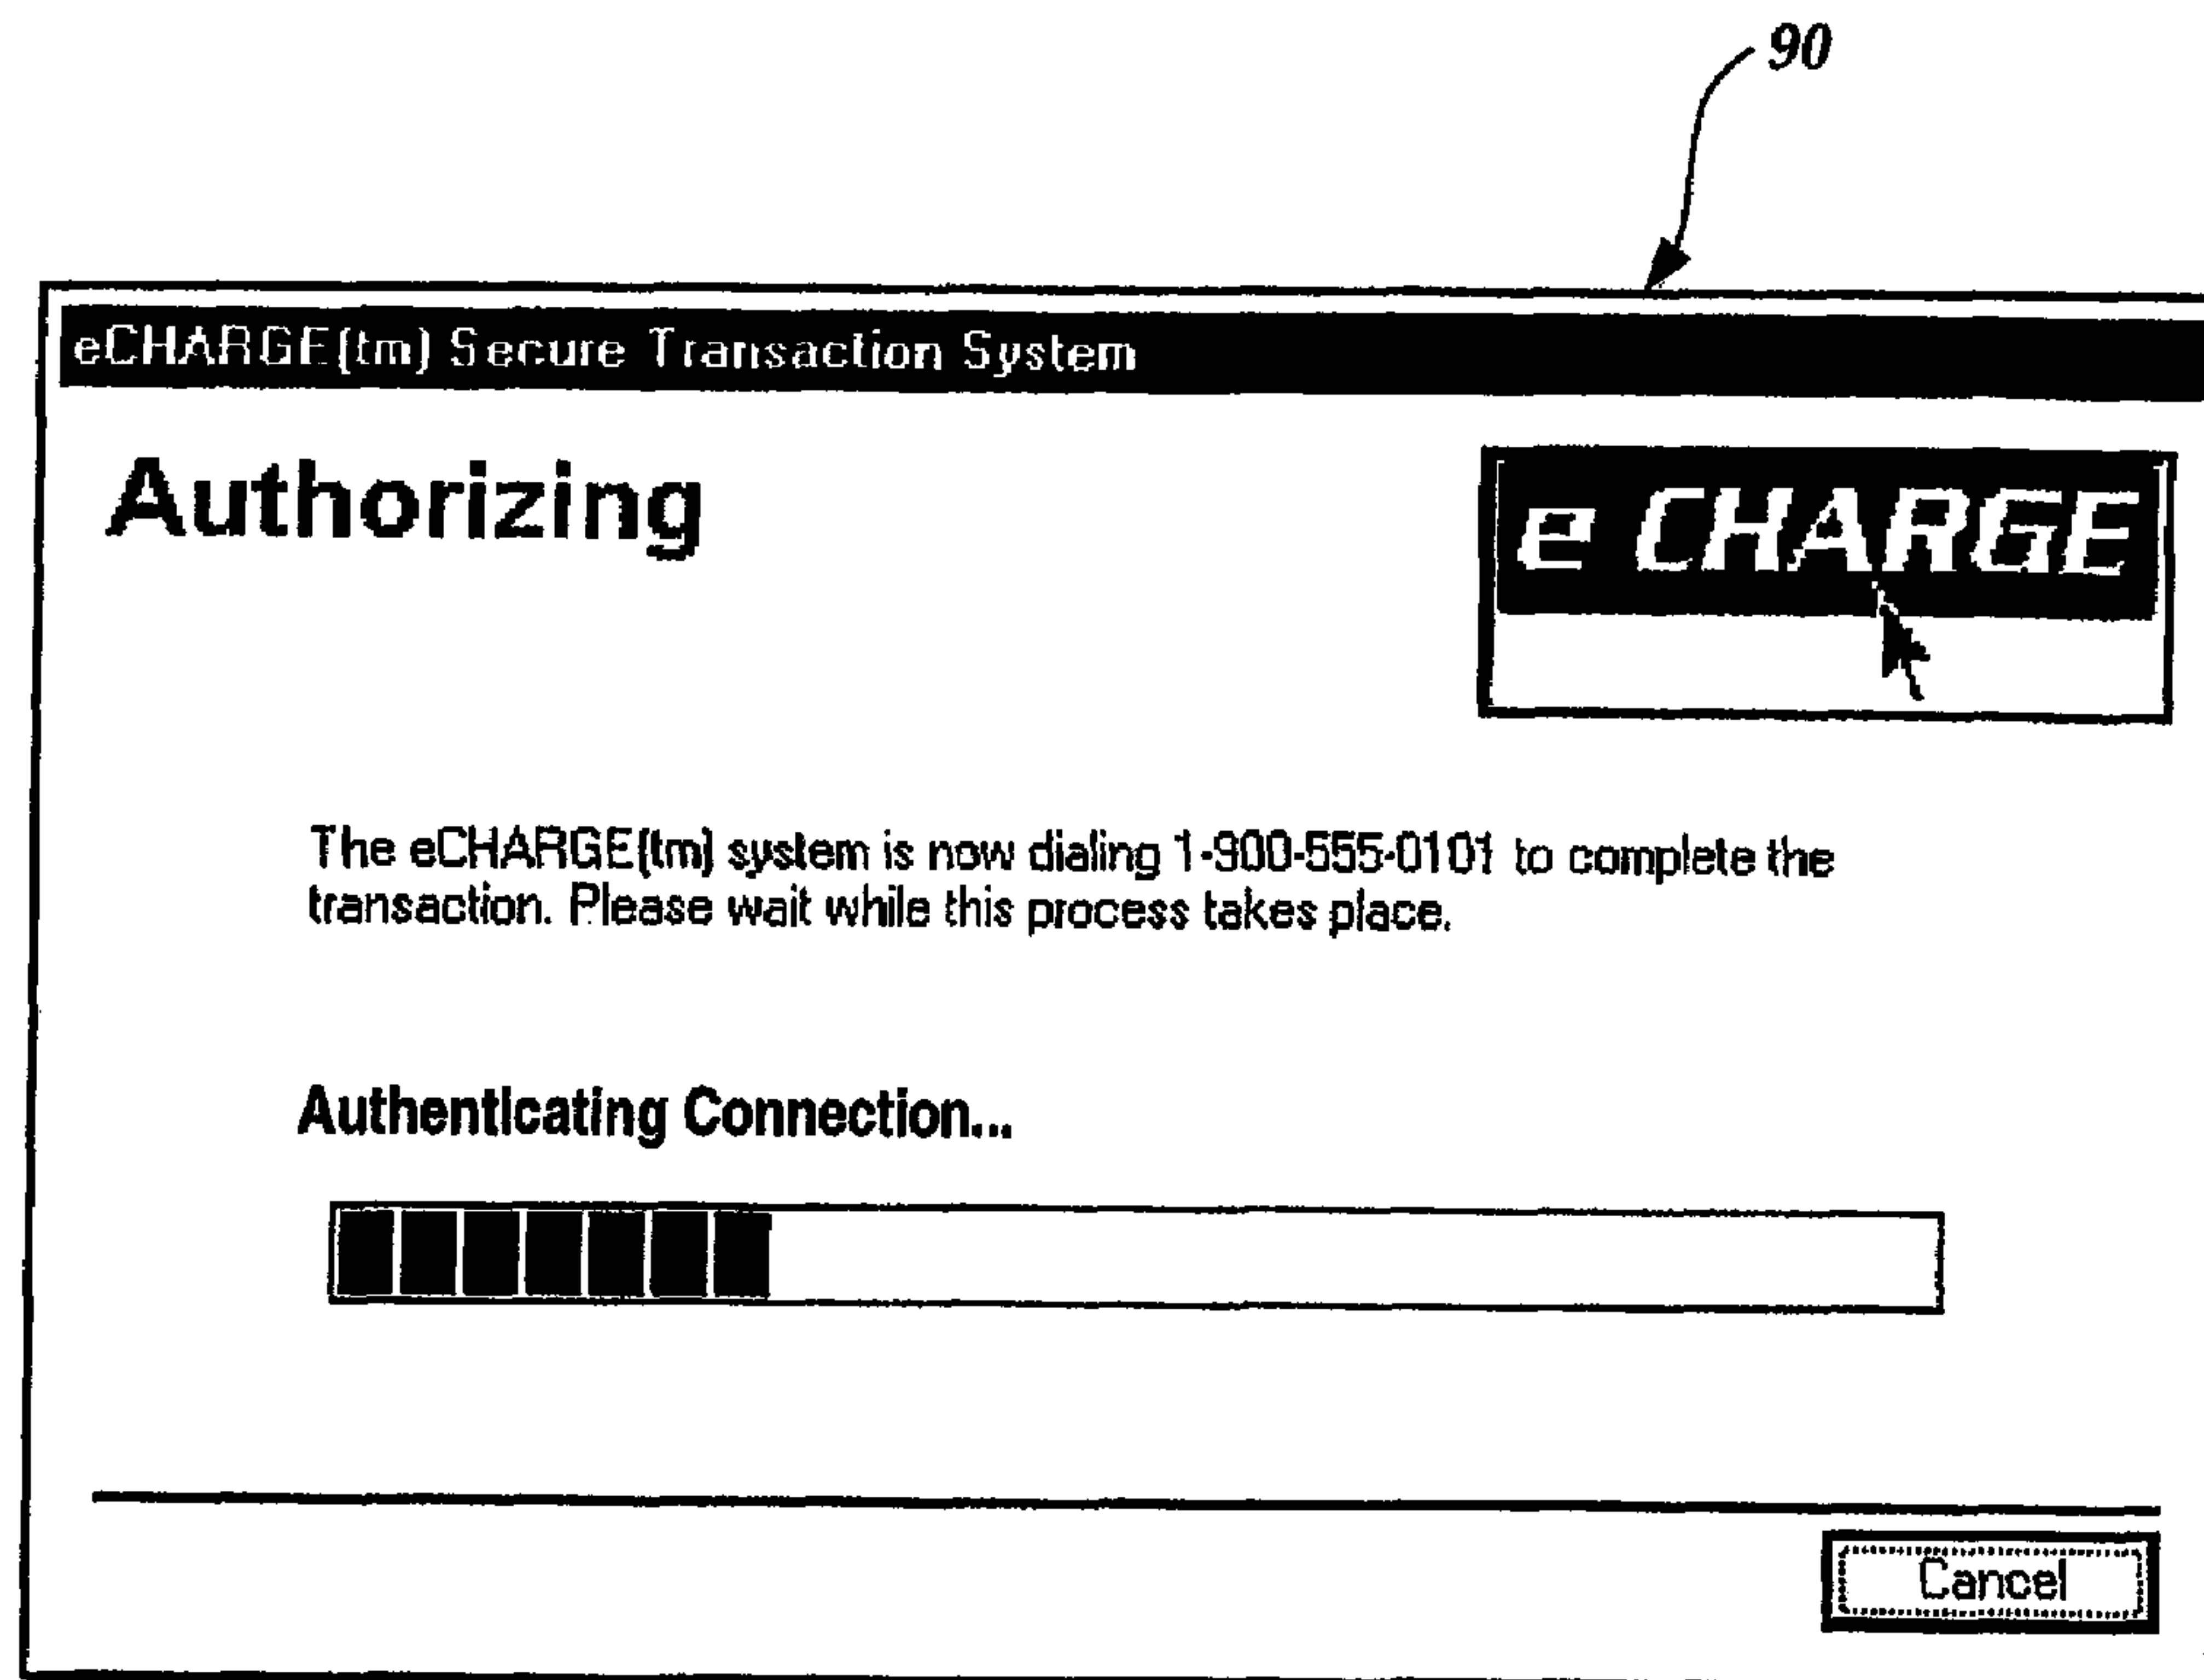 90
eCHARGE(tm) Secure Transaction System
Authorizing
e CHARGE
The eCHARGE(tm) system is now dialing 1-900-555-0101 to complete the
transaction. Please wait while this process takes place.
Authenticating Connection...
Cancel